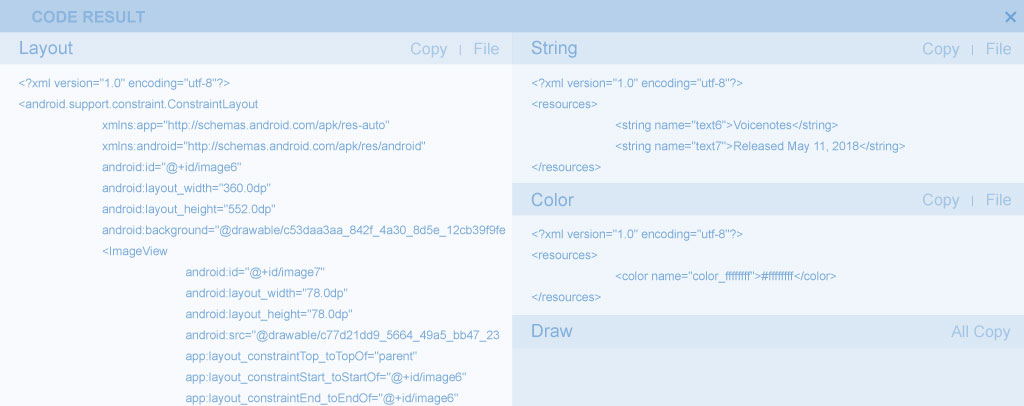 CODE RESULT
Layout
Copy | File
<?xml version="1.0" encoding="utf-8"?>
<android.support.constraint.ConstraintLayout
xmlns:app="http://schemas.android.com/apk/res-auto"
xmlns:android="http://schemas.android.com/apk/res/android"
android:id="@+id/image6"
android:layout_width="360.0dp"
android:layout_height="552.0dp"
android:background="@drawable/c53daa3aa_842f_4a30_8d5e_12cb39f9fe
<ImageView
android:id="@+id/image7"
android:layout_width="78.0dp"
android:layout_height="78.0dp"
android:src="@drawable/c77d21dd9_5664_49a5_bb47_23
app:layout_constraintTop_toTopOf="parent"
app:layout_constraintStart_toStartOf="@+id/image6"
app:layout_constraintEnd_toEndOf="@+id/image6"
String
Copy | File
<?xml version="1.0" encoding="utf-8"?>
<resources>
<string name="text6">Voicenotes</string>
<string name="text7">Released May 11, 2018</string>
</resources>
Color
Copy | File
<?xml version="1.0" encoding="utf-8"?>
<resources>
<color name="color_ffffffff">#ffffffff</color>
</resources>
Draw
All Copy